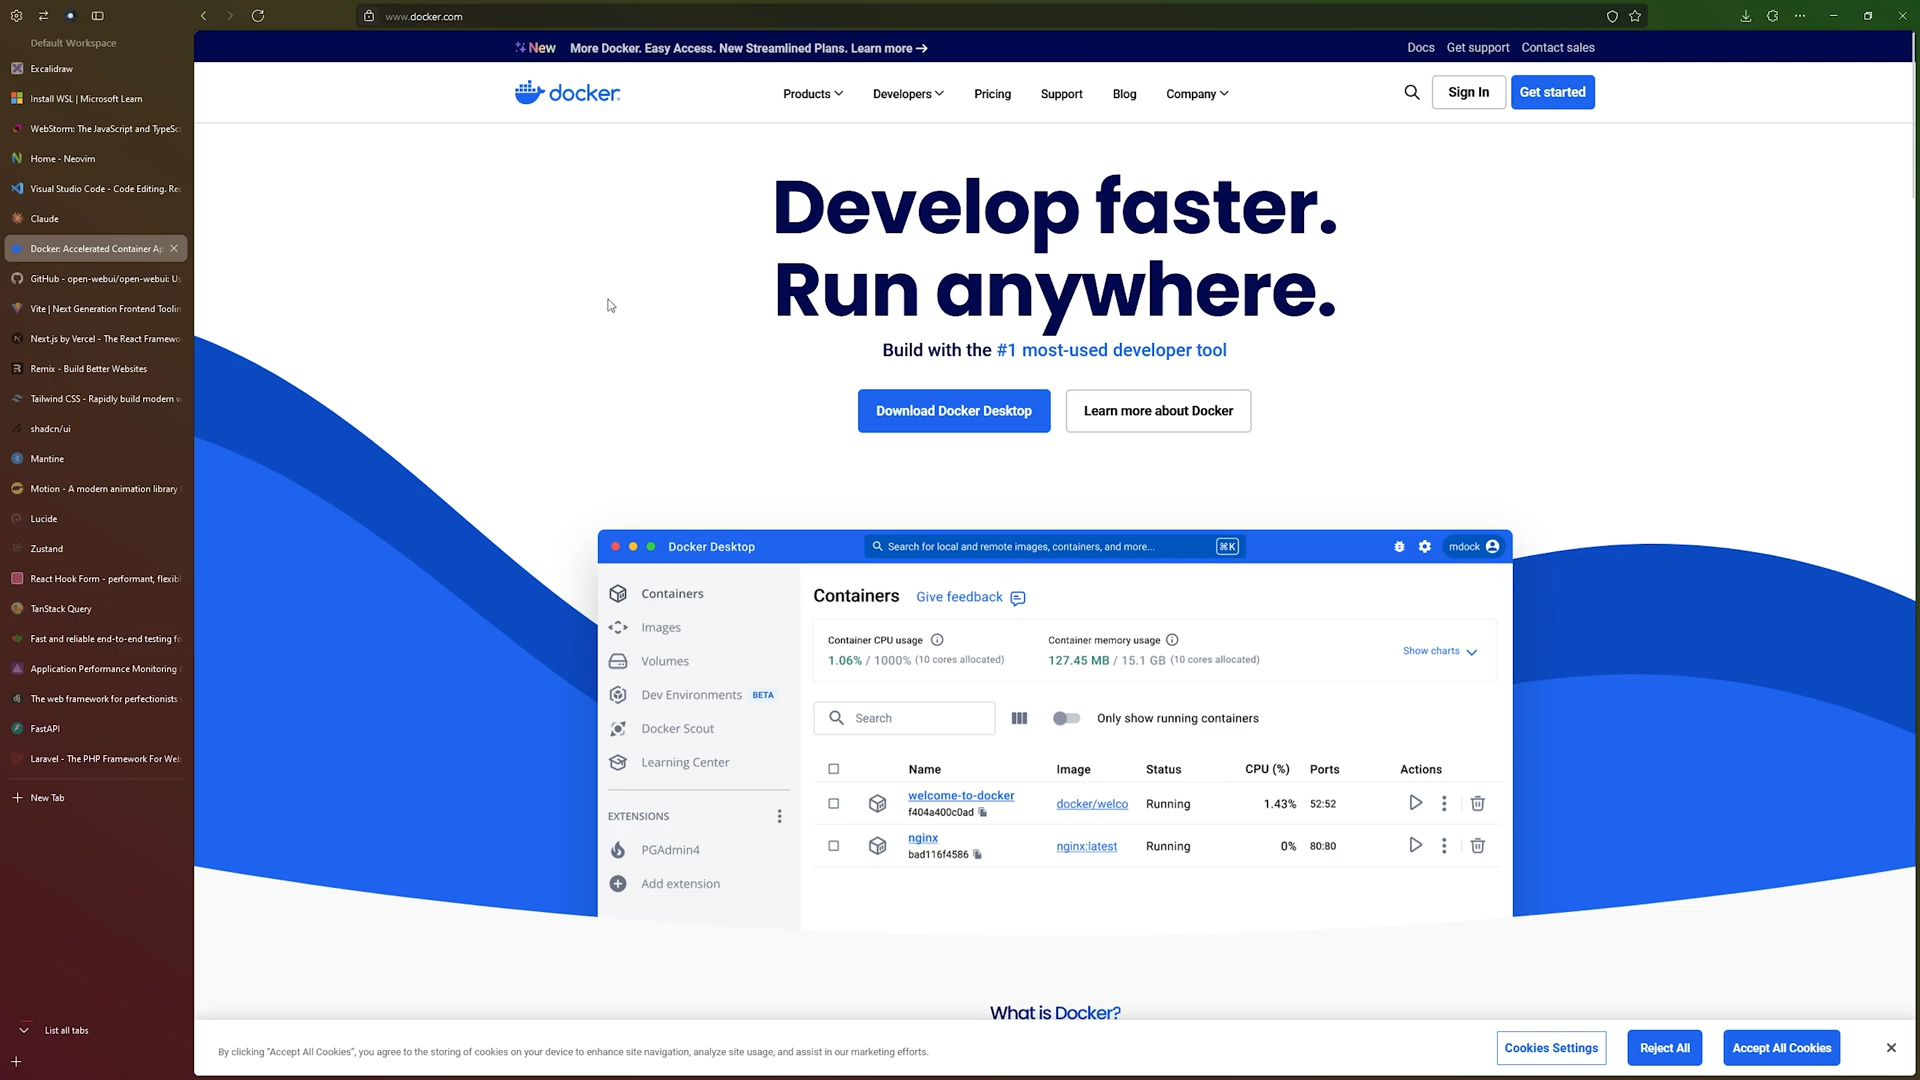 www.docker.com
Default Workspace
Excalidraw
Install WSL | Microsoft Learn
WebStorm: The JavaScript and TypeSc
Home - Neovim
Visual Studio Code - Code Editing. Re
Claude
Docker: Accelerated Container Ap
GitHub - open-webui/open-webui: Us
Vite | Next Generation Frontend Toolin
Next.js by Vercel - The React Framewo
Remix - Build Better Websites
Tailwind CSS - Rapidly build modern w
shadcn/ui
Mantine
Motion - A modern animation library
Lucide
Zustand
React Hook Form - performant, flexib
TanStack Query
Fast and reliable end-to-end testing fo
Application Performance Monitoring
The web framework for perfectionists
FastAPI
Laravel - The PHP Framework For Web
New Tab
List all tabs
New More Docker. Easy Access. New Streamlined Plans. Learn more →
Docs Get support Contact sales
docker
Products Developers Pricing Support Blog Company
Sign In Get started
Develop faster.
Run anywhere.
Build with the #1 most-used developer tool
Download Docker Desktop Learn more about Docker
Docker Desktop Search for local and remote images, containers, and more... ⌘K mdock
Containers
Images
Volumes
Dev Environments BETA
Docker Scout
Learning Center
EXTENSIONS
PGAdmin4
Add extension
Containers Give feedback
Container CPU usage Container memory usage
1.06% / 1000% (10 cores allocated) 127.45 MB / 15.1 GB (10 cores allocated)
Show charts
Search Only show running containers
Name Image Status CPU (%) Ports Actions
welcome-to-docker docker/welco Running 1.43% 52:52
f404a400c0ad
nginx nginx:latest Running 0% 80:80
bad116f4586
What is Docker?
By clicking “Accept All Cookies”, you agree to the storing of cookies on your device to enhance site navigation, analyze site usage, and assist in our marketing efforts.
Cookies Settings Reject All Accept All Cookies